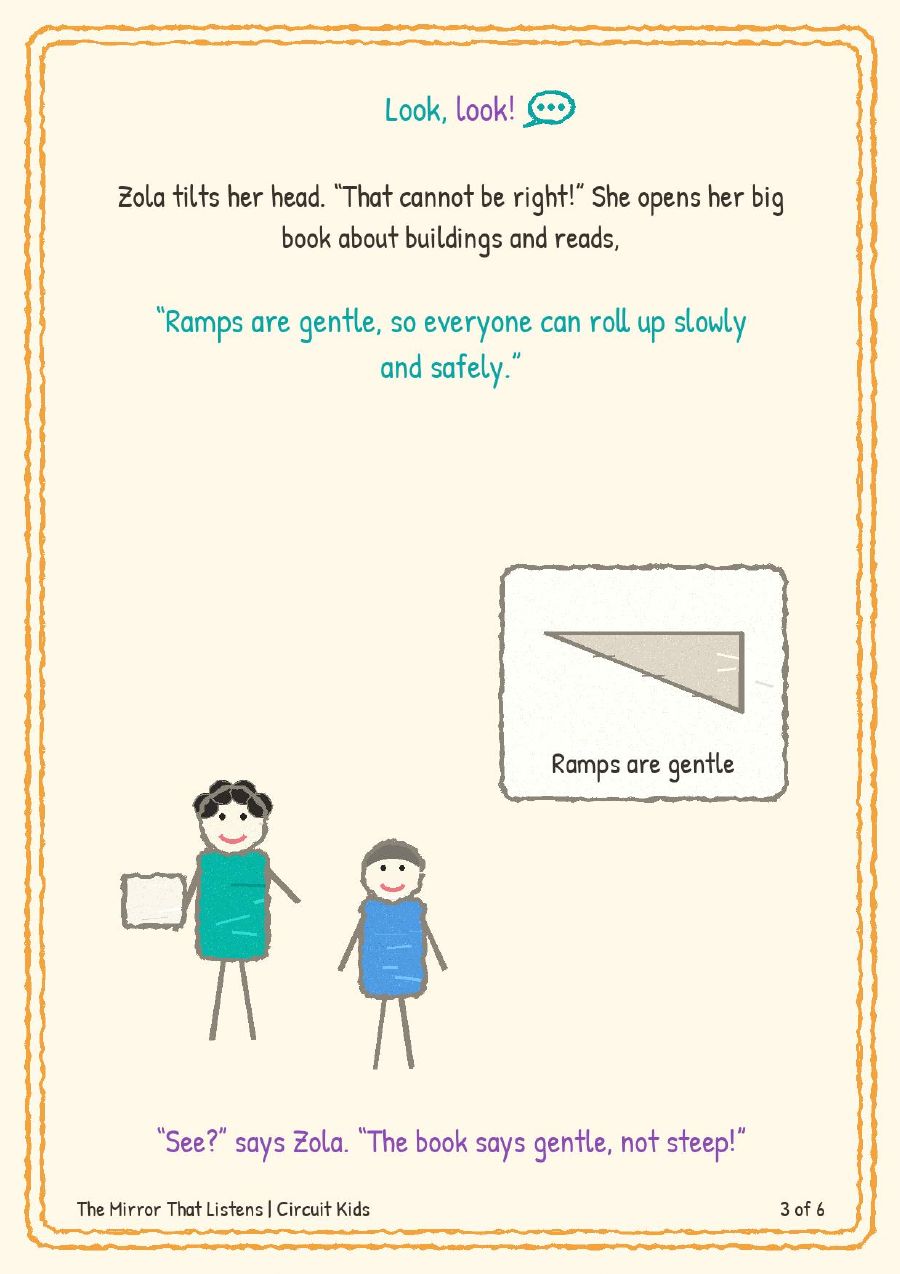 Look, look!
Zola tilts her head. “That cannot be right!” She opens her big
book about buildings and reads,
“Ramps are gentle, so everyone can roll up slowly
and safely.”
Ramps are gentle
“See?” says Zola. “The book says gentle, not steep!”
The Mirror That Listens | Circuit Kids
3 of 6